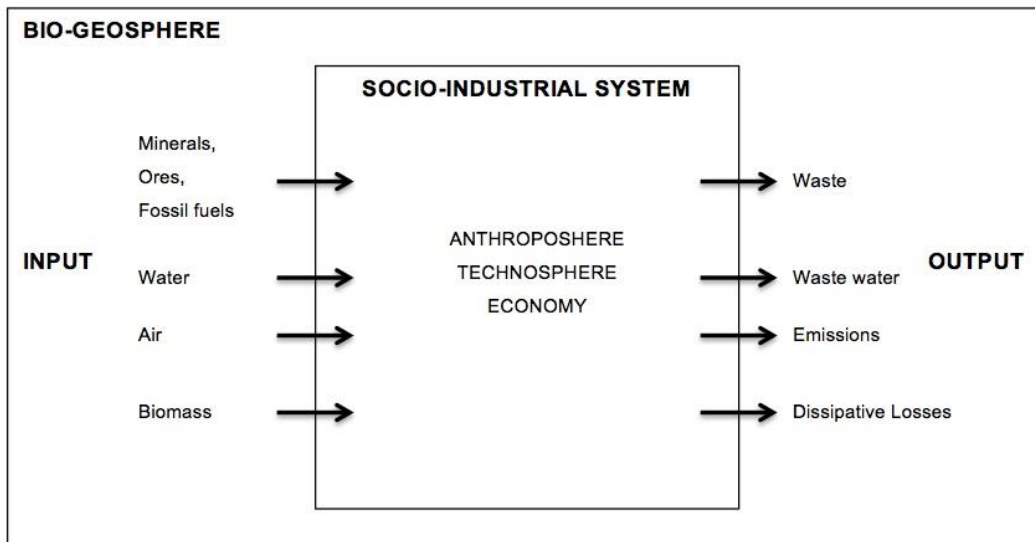 BIO-GEOSPHERE
SOCIO-INDUSTRIAL SYSTEM
Minerals,
Ores,
Fossil fuels
Waste
ANTHROPOSHERE
TECHNOSPHERE
ECONOMY
INPUT
Water
Waste water
OUTPUT
Air
Emissions
Biomass
Dissipative Losses